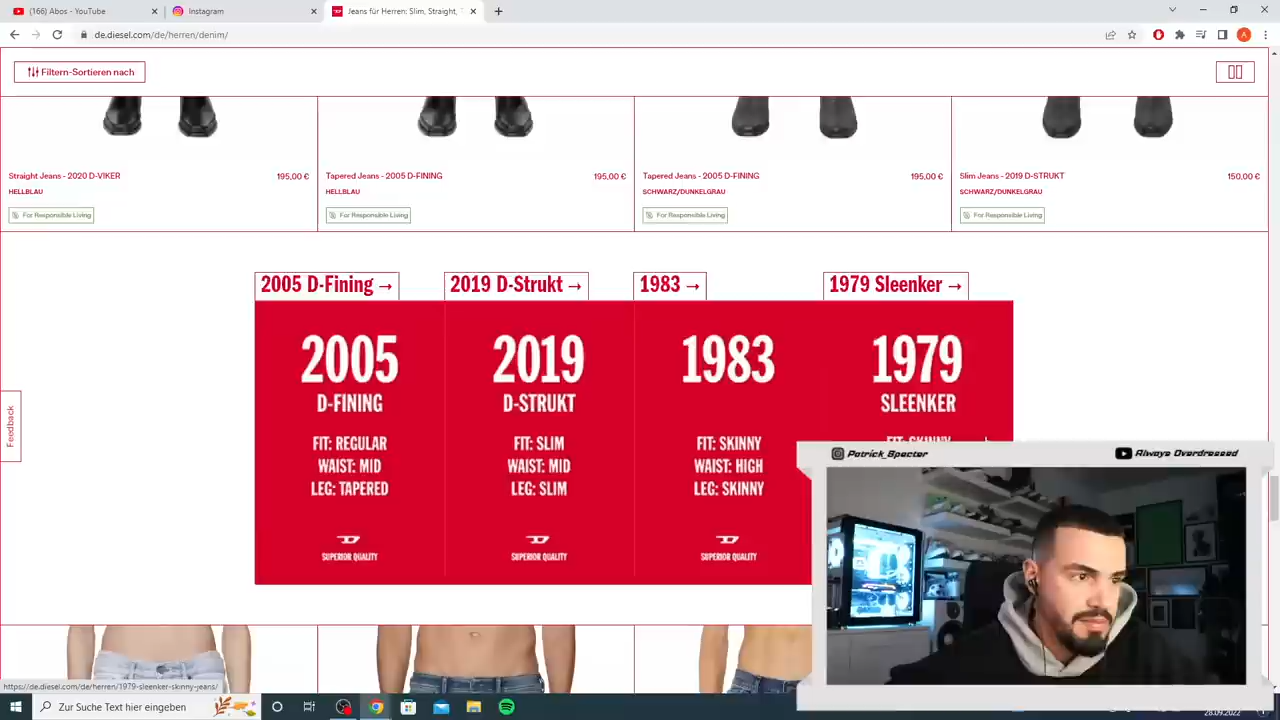 (166) Abos - YouTube
Instagram
Jeans für Herren: Slim, Straight,
de.diesel.com/de/herren/denim/
A
Filtern-Sortieren nach
Straight Jeans - 2020 D-VIKER
195,00 €
HELLBLAU
For Responsible Living
Tapered Jeans - 2005 D-FINING
195,00 €
HELLBLAU
For Responsible Living
Tapered Jeans - 2005 D-FINING
195,00 €
SCHWARZ/DUNKELGRAU
For Responsible Living
Slim Jeans - 2019 D-STRUKT
150,00 €
SCHWARZ/DUNKELGRAU
For Responsible Living
2005 D-Fining →
2019 D-Strukt →
1983 →
1979 Sleenker →
2005
D-FINING
FIT: REGULAR
WAIST: MID
LEG: TAPERED
SUPERIOR QUALITY
2019
D-STRUKT
FIT: SLIM
WAIST: MID
LEG: SLIM
SUPERIOR QUALITY
1983
FIT: SKINNY
WAIST: HIGH
LEG: SKINNY
SUPERIOR QUALITY
1979
SLEENKER
FIT: SKINNY
Feedback
Patrick_Specter
Always Overdressed
https://de.diesel.com/de/herren/1979-sleenker-skinny-jeans/
Zur Suche Text hier eingeben
28.09.2022